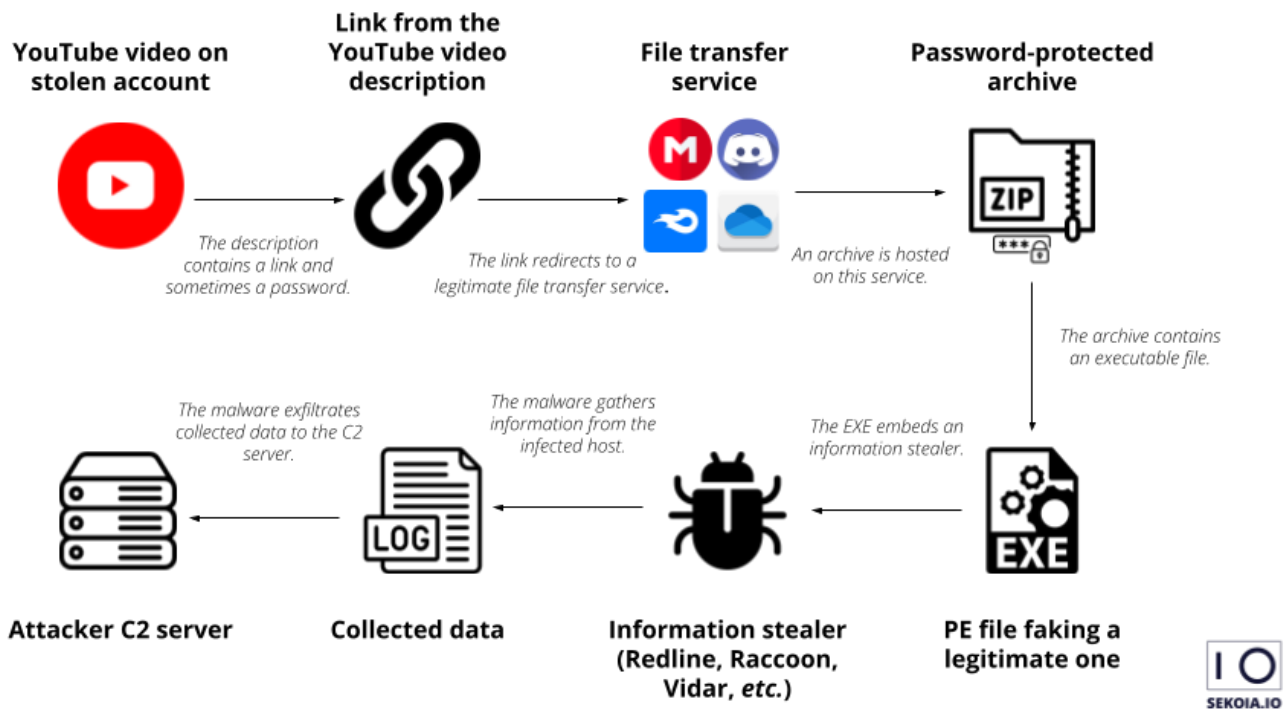 YouTube video on
stolen account
Link from the
YouTube video
description
File transfer
service
Password-protected
archive
M
ZIP
***
The description
contains a link and
sometimes a password.
The link redirects to a
legitimate file transfer service.
An archive is hosted
on this service.
The archive contains
an executable file.
The malware exfiltrates
collected data to the C2
server.
The malware gathers
information from the
infected host.
The EXE embeds an
information stealer.
LOG
EXE
Attacker C2 server
Collected data
Information stealer
(Redline, Raccoon,
Vidar, etc.)
PE file faking a
legitimate one
IO
SEKOIA.IO